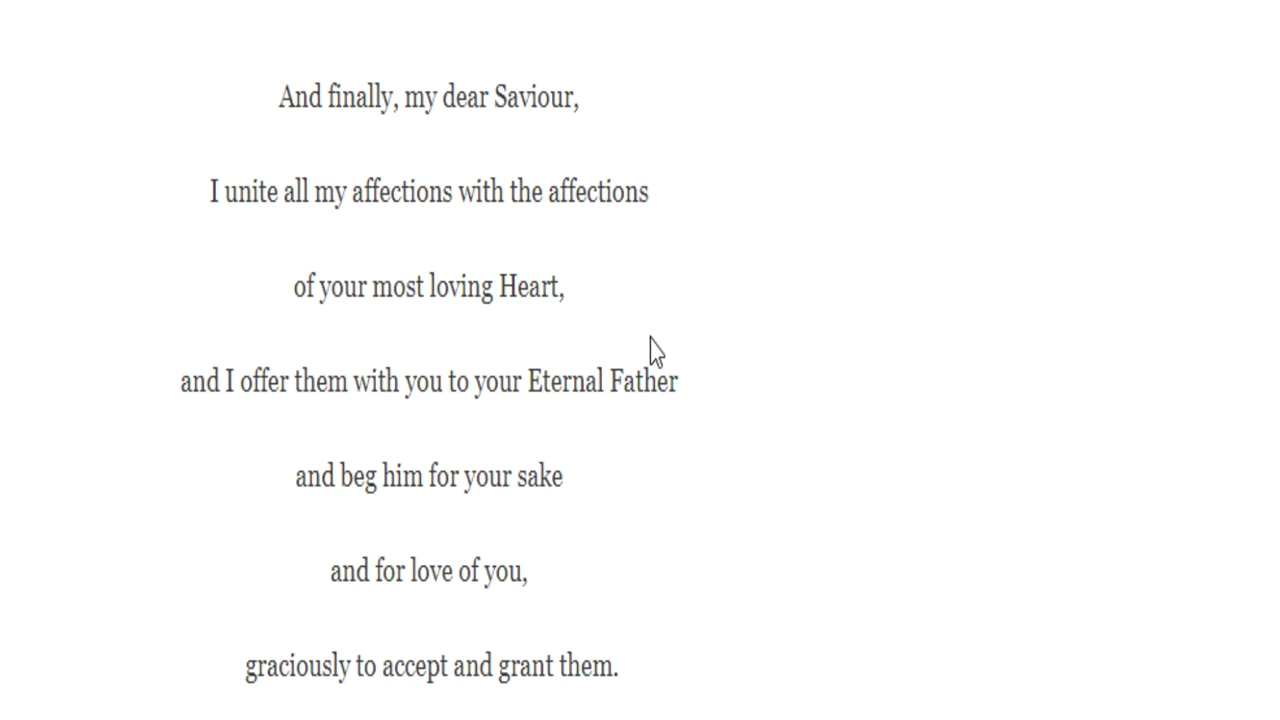 And finally, my dear Saviour,
I unite all my affections with the affections
of your most loving Heart,
and I offer them with you to your Eternal Father
and beg him for your sake
and for love of you,
graciously to accept and grant them.